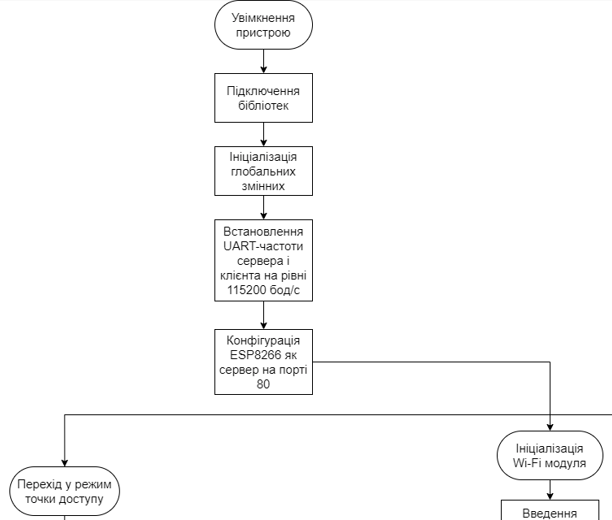 Увімкнення
пристрою
Підключення
бібліотек
Ініціалізація
глобальних
змінних
Встановлення
UART-частоти
сервера і
клієнта на рівні
115200 бод/с
Конфігурація
ESP8266 як
сервер на порті
80
Ініціалізація
Wi-Fi модуля
Перехід у режим
точки доступу
Введення